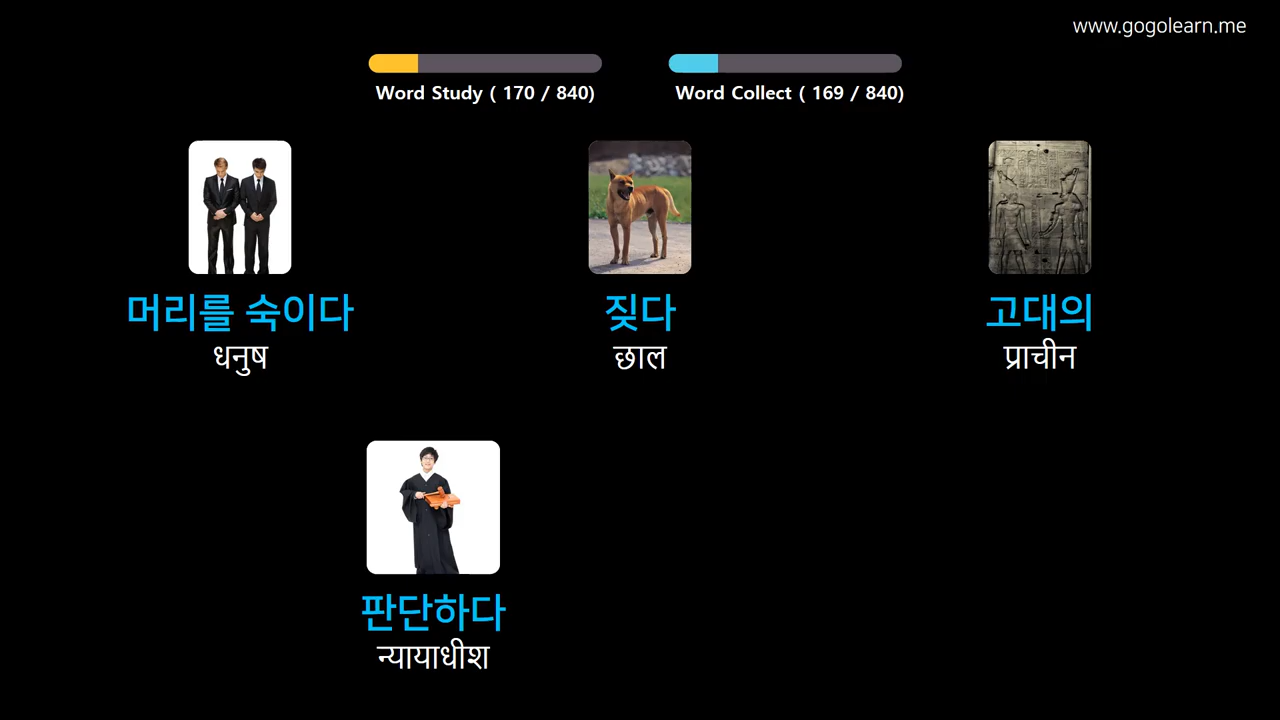 www.gogolearn.me
Word Study ( 170 / 840)
Word Collect ( 169 / 840)
머리를 숙이다
धनुष
짖다
छाल
고대의
प्राचीन
판단하다
न्यायाधीश